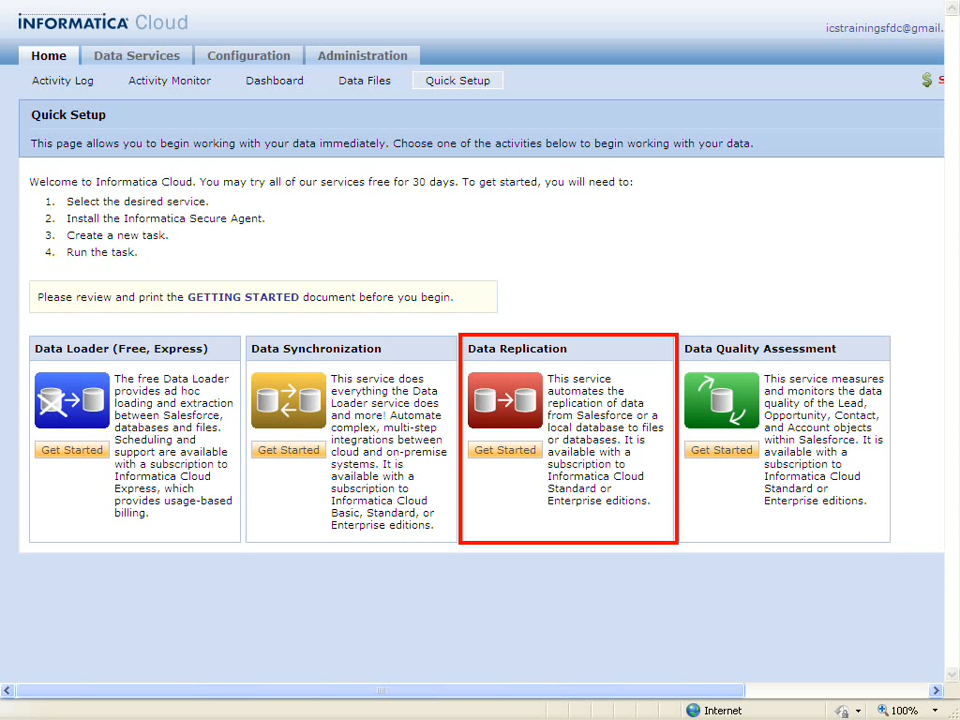 INFORMATICA Cloud
icstrainingsfdc@gmail.
Home Data Services Configuration Administration
Activity Log Activity Monitor Dashboard Data Files Quick Setup
Quick Setup
This page allows you to begin working with your data immediately. Choose one of the activities below to begin working with your data.
Welcome to Informatica Cloud. You may try all of our services free for 30 days. To get started, you will need to:
1. Select the desired service.
2. Install the Informatica Secure Agent.
3. Create a new task.
4. Run the task.
Please review and print the GETTING STARTED document before you begin.
Data Loader (Free, Express)
The free Data Loader
provides ad hoc
loading and extraction
between Salesforce,
databases and files.
Scheduling and
support are available
with a subscription to
Informatica Cloud
Express, which
provides usage-based
billing.
Get Started
Data Synchronization
This service does
everything the Data
Loader service does
and more! Automate
complex, multi-step
integrations between
cloud and on-premise
systems. It is
available with a
subscription to
Informatica Cloud
Basic, Standard, or
Enterprise editions.
Get Started
Data Replication
This service
automates the
replication of data
from Salesforce or a
local database to files
or databases. It is
available with a
subscription to
Informatica Cloud
Standard or
Enterprise editions.
Get Started
Data Quality Assessment
This service measures
and monitors the data
quality of the Lead,
Opportunity, Contact,
and Account objects
within Salesforce. It is
available with a
subscription to
Informatica Cloud
Standard or
Enterprise editions.
Get Started
Internet
100%